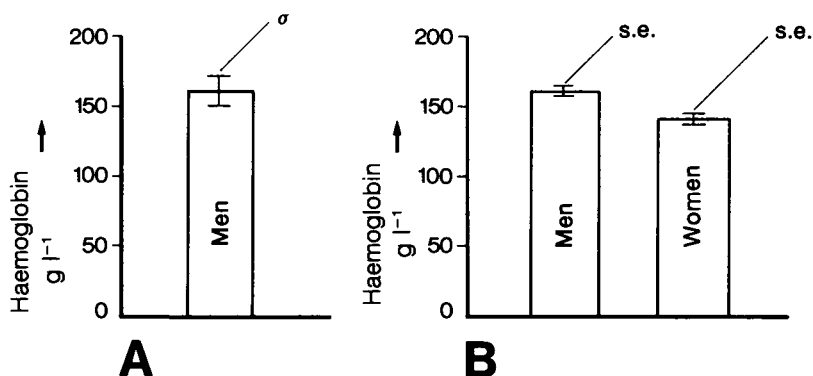 σ
200
150
100
50
0
Haemoglobin
g l⁻¹
Men
A
s.e.
s.e.
200
150
100
50
0
Haemoglobin
g l⁻¹
Men
Women
B